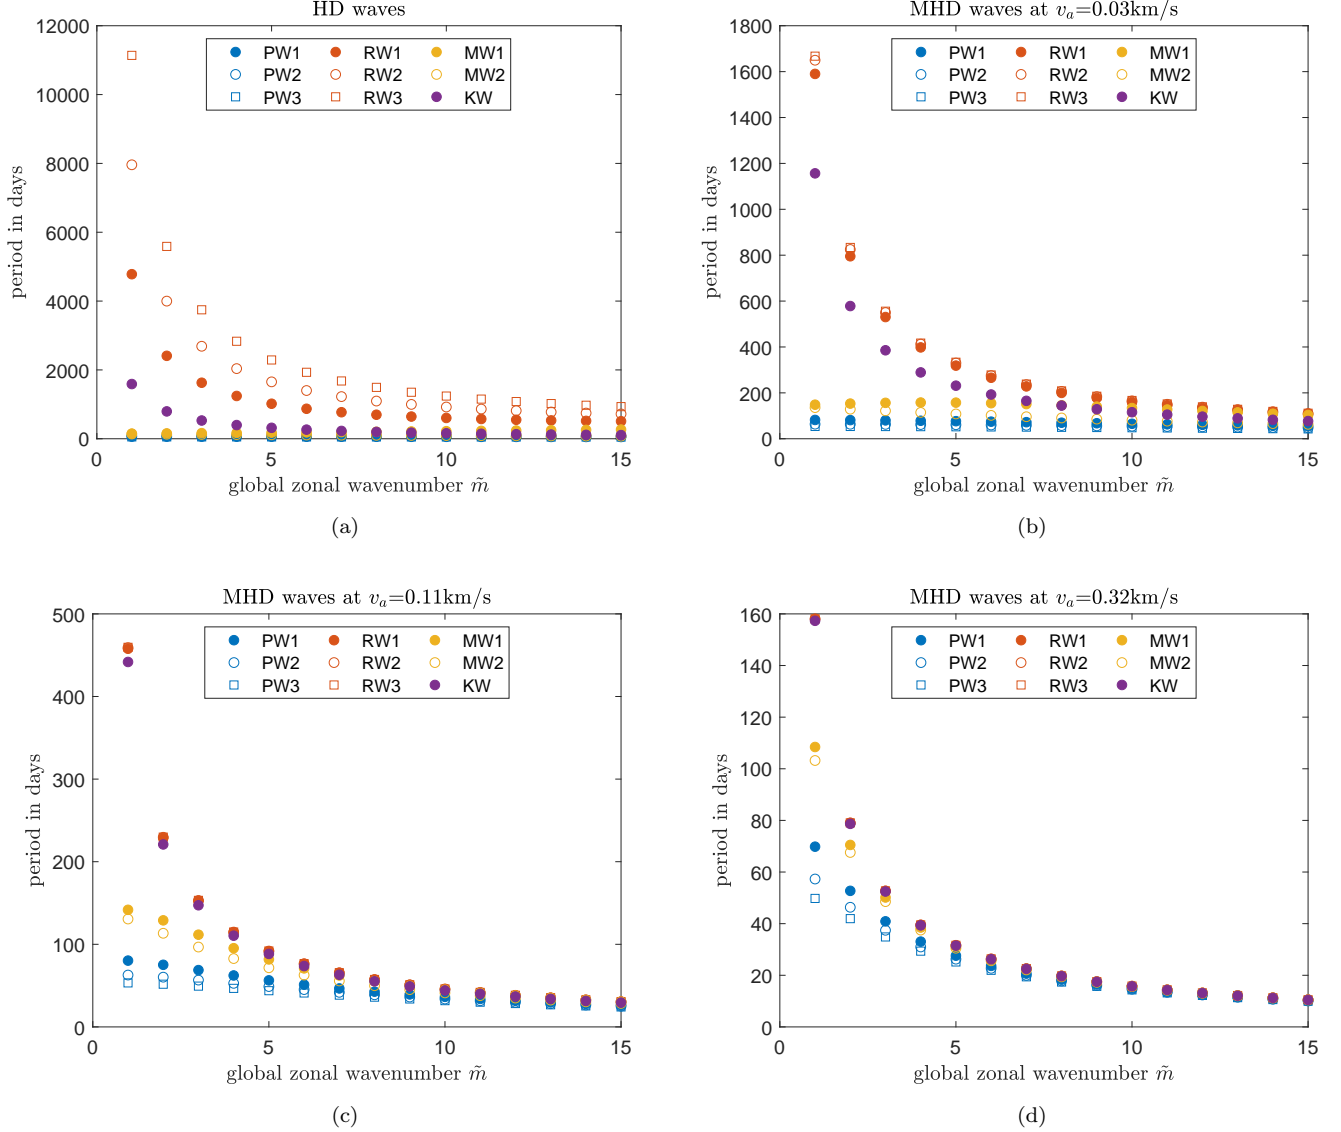 HD waves
12000
10000
8000
6000
4000
2000
0
0 5 10 15
period in days
global zonal wavenumber m̃
PW1 RW1 MW1
PW2 RW2 MW2
PW3 RW3 KW
(a)
MHD waves at vₐ=0.03km/s
1800
1600
1400
1200
1000
800
600
400
200
0
0 5 10 15
period in days
global zonal wavenumber m̃
PW1 RW1 MW1
PW2 RW2 MW2
PW3 RW3 KW
(b)
MHD waves at vₐ=0.11km/s
500
400
300
200
100
0
0 5 10 15
period in days
global zonal wavenumber m̃
PW1 RW1 MW1
PW2 RW2 MW2
PW3 RW3 KW
(c)
MHD waves at vₐ=0.32km/s
160
140
120
100
80
60
40
20
0
0 5 10 15
period in days
global zonal wavenumber m̃
PW1 RW1 MW1
PW2 RW2 MW2
PW3 RW3 KW
(d)